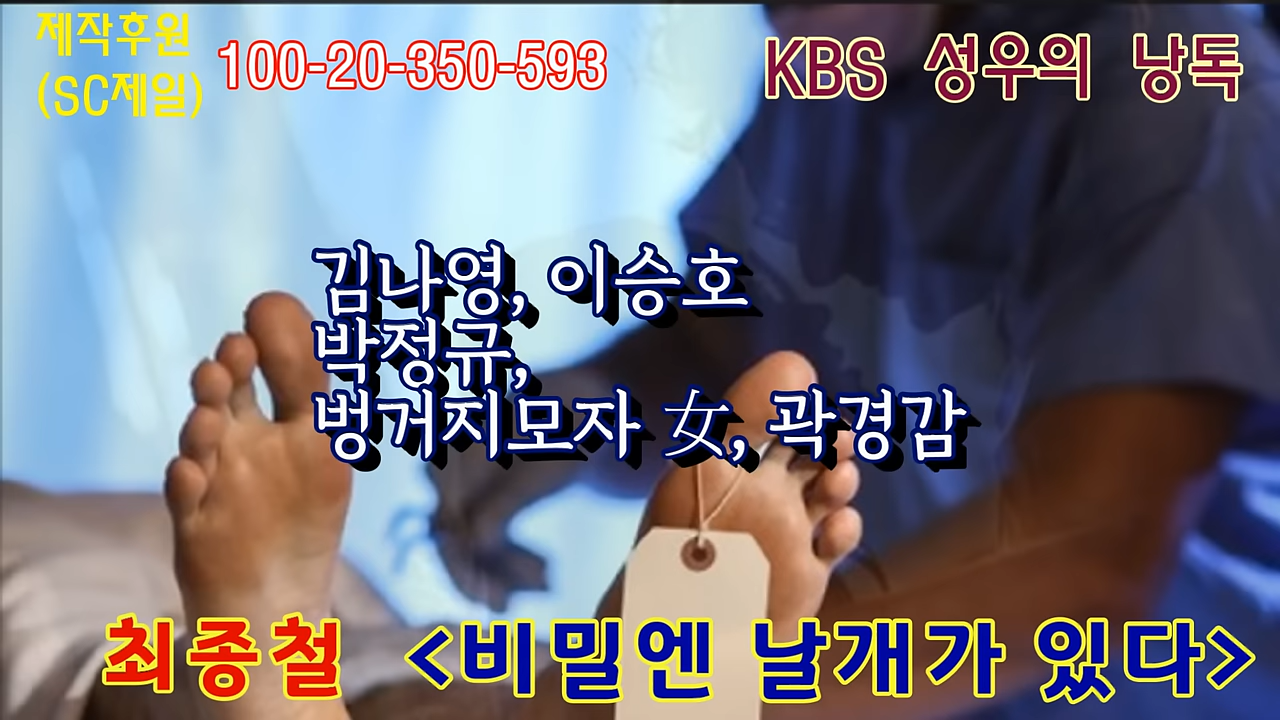 제작후원
(SC제일)
100-20-350-593
KBS 성우의 낭독
김나영, 이승호
박정규,
벙거지모자 女, 곽경감
최종철 <비밀엔 날개가 있다>